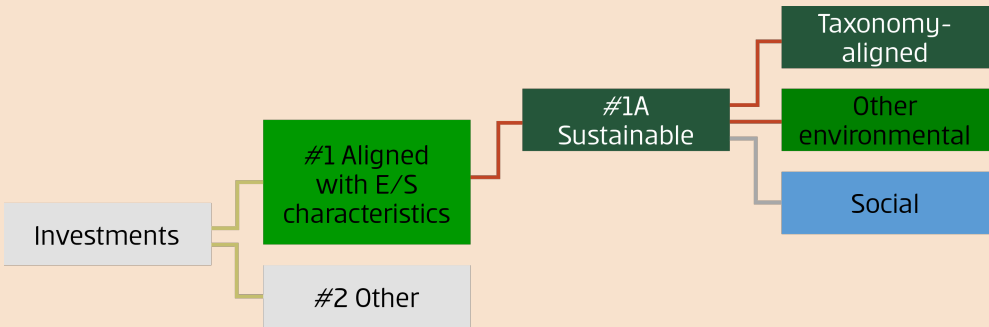 Taxonomy-
aligned
#1A
Sustainable
Other
environmental
#1 Aligned
with E/S
characteristics
Social
Investments
#2 Other